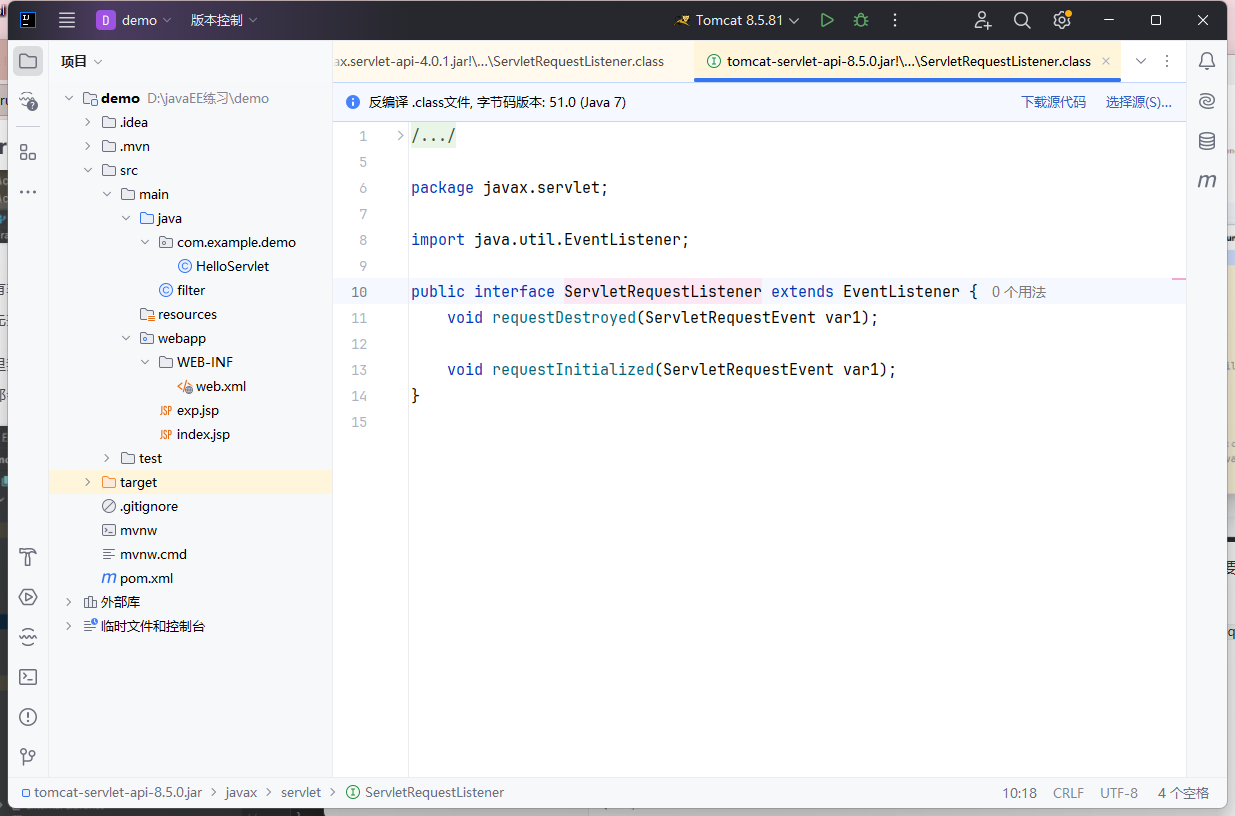 D demo 版本控制 Tomcat 8.5.81
项目
ax.servlet-api-4.0.1.jar!\...\ServletRequestListener.class
tomcat-servlet-api-8.5.0.jar!\...\ServletRequestListener.class
反编译 .class文件, 字节码版本: 51.0 (Java 7) 下载源代码 选择源(S)...
demo D:\javaEE练习\demo
.idea
.mvn
src
main
java
com.example.demo
HelloServlet
filter
resources
webapp
WEB-INF
web.xml
JSP exp.jsp
JSP index.jsp
test
target
.gitignore
mvnw
mvnw.cmd
m pom.xml
外部库
临时文件和控制台
1 /.../
5
6 package javax.servlet;
7
8 import java.util.EventListener;
9
10 public interface ServletRequestListener extends EventListener { 0 个用法
11 void requestDestroyed(ServletRequestEvent var1);
12
13 void requestInitialized(ServletRequestEvent var1);
14 }
15
m
tomcat-servlet-api-8.5.0.jar javax servlet ServletRequestListener 10:18 CRLF UTF-8 4 个空格